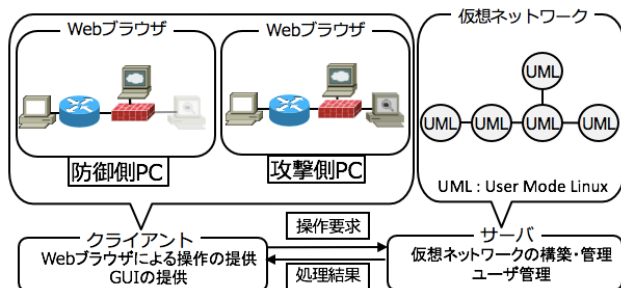 Webブラウザ
Webブラウザ
仮想ネットワーク
UML
UML
UML
UML
UML
防御側PC
攻撃側PC
UML : User Mode Linux
クライアント
Webブラウザによる操作の提供
GUIの提供
操作要求
処理結果
サーバ
仮想ネットワークの構築・管理
ユーザ管理